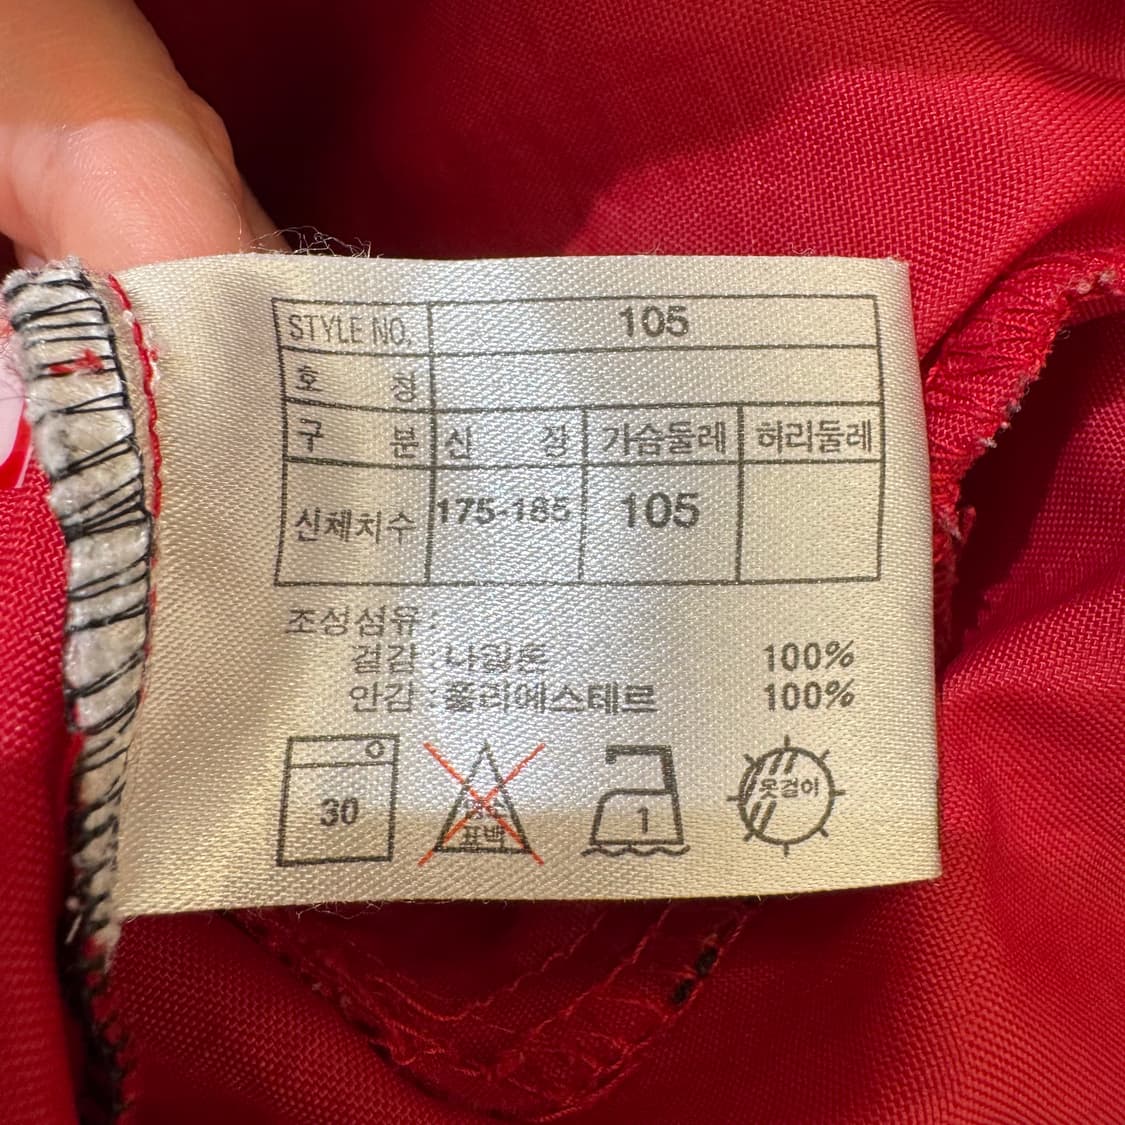 STYLE NO. 105
호 칭
구 분 신 장 가슴둘레 허리둘레
신체치수 175-185 105
조성섬유 :
겉감 : 나일론 100%
안감 : 폴리에스테르 100%
30 표백 1 옷걸이